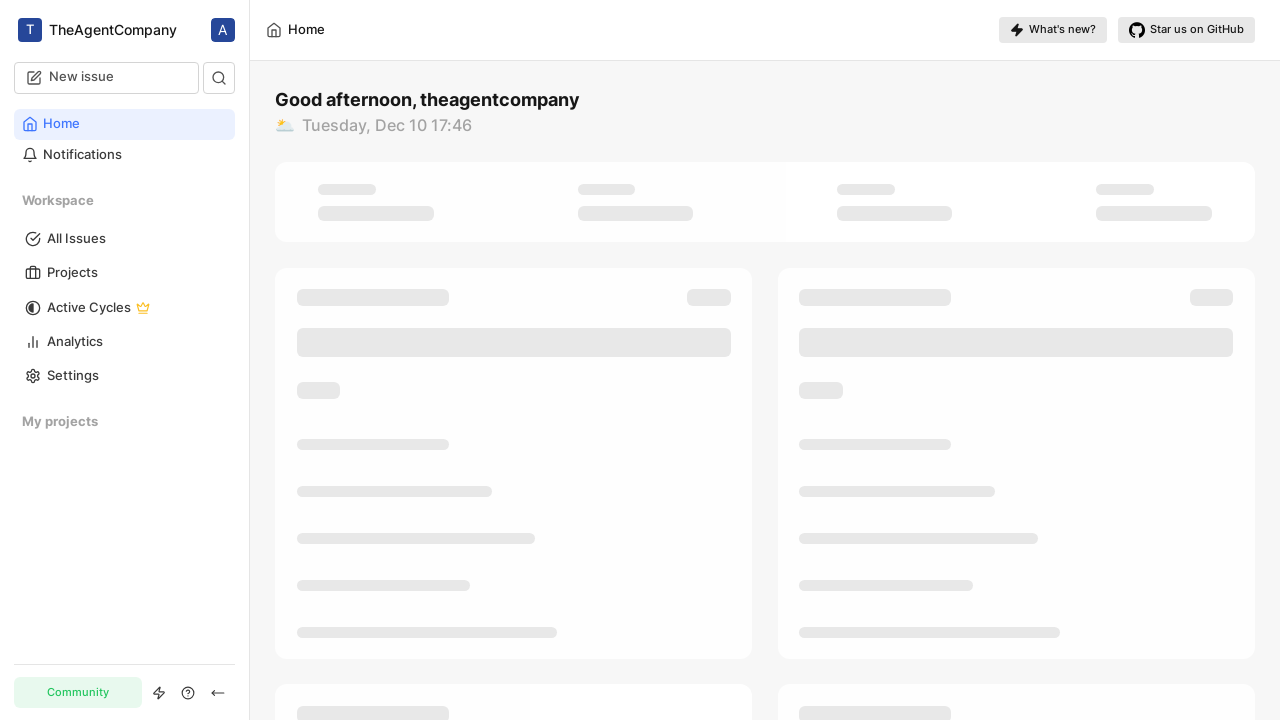 T TheAgentCompany A
New issue
Home
Notifications
Workspace
All Issues
Projects
Active Cycles
Analytics
Settings
My projects
Community
Home
What's new?
Star us on GitHub
Good afternoon, theagentcompany
Tuesday, Dec 10 17:46